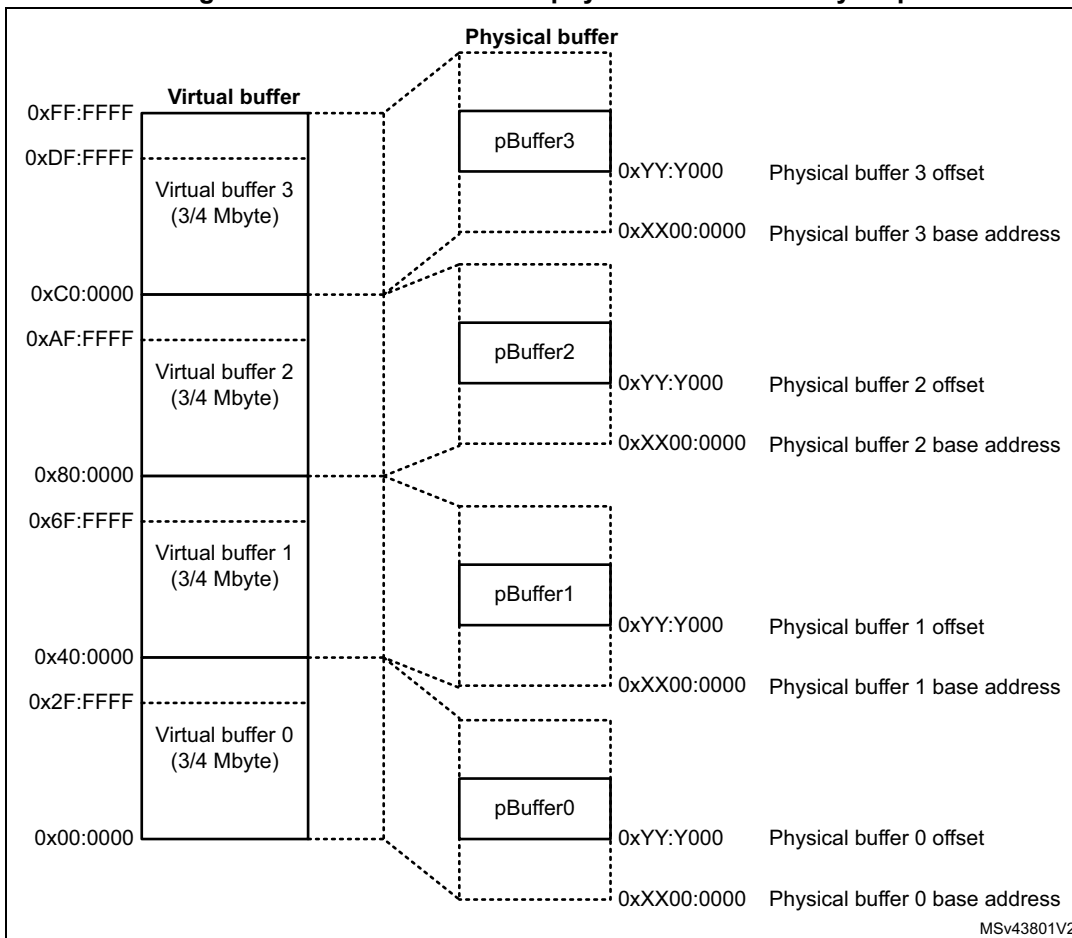 Physical buffer
Virtual buffer
0xFF:FFFF
pBuffer3
0xDF:FFFF
0xYY:Y000 Physical buffer 3 offset
Virtual buffer 3
(3/4 Mbyte)
0xXX00:0000 Physical buffer 3 base address
0xC0:0000
0xAF:FFFF
pBuffer2
Virtual buffer 2
(3/4 Mbyte)
0xYY:Y000 Physical buffer 2 offset
0xXX00:0000 Physical buffer 2 base address
0x80:0000
0x6F:FFFF
Virtual buffer 1
(3/4 Mbyte)
pBuffer1
0xYY:Y000 Physical buffer 1 offset
0x40:0000
0xXX00:0000 Physical buffer 1 base address
0x2F:FFFF
Virtual buffer 0
(3/4 Mbyte)
pBuffer0
0x00:0000
0xYY:Y000 Physical buffer 0 offset
0xXX00:0000 Physical buffer 0 base address
MSv43801V2